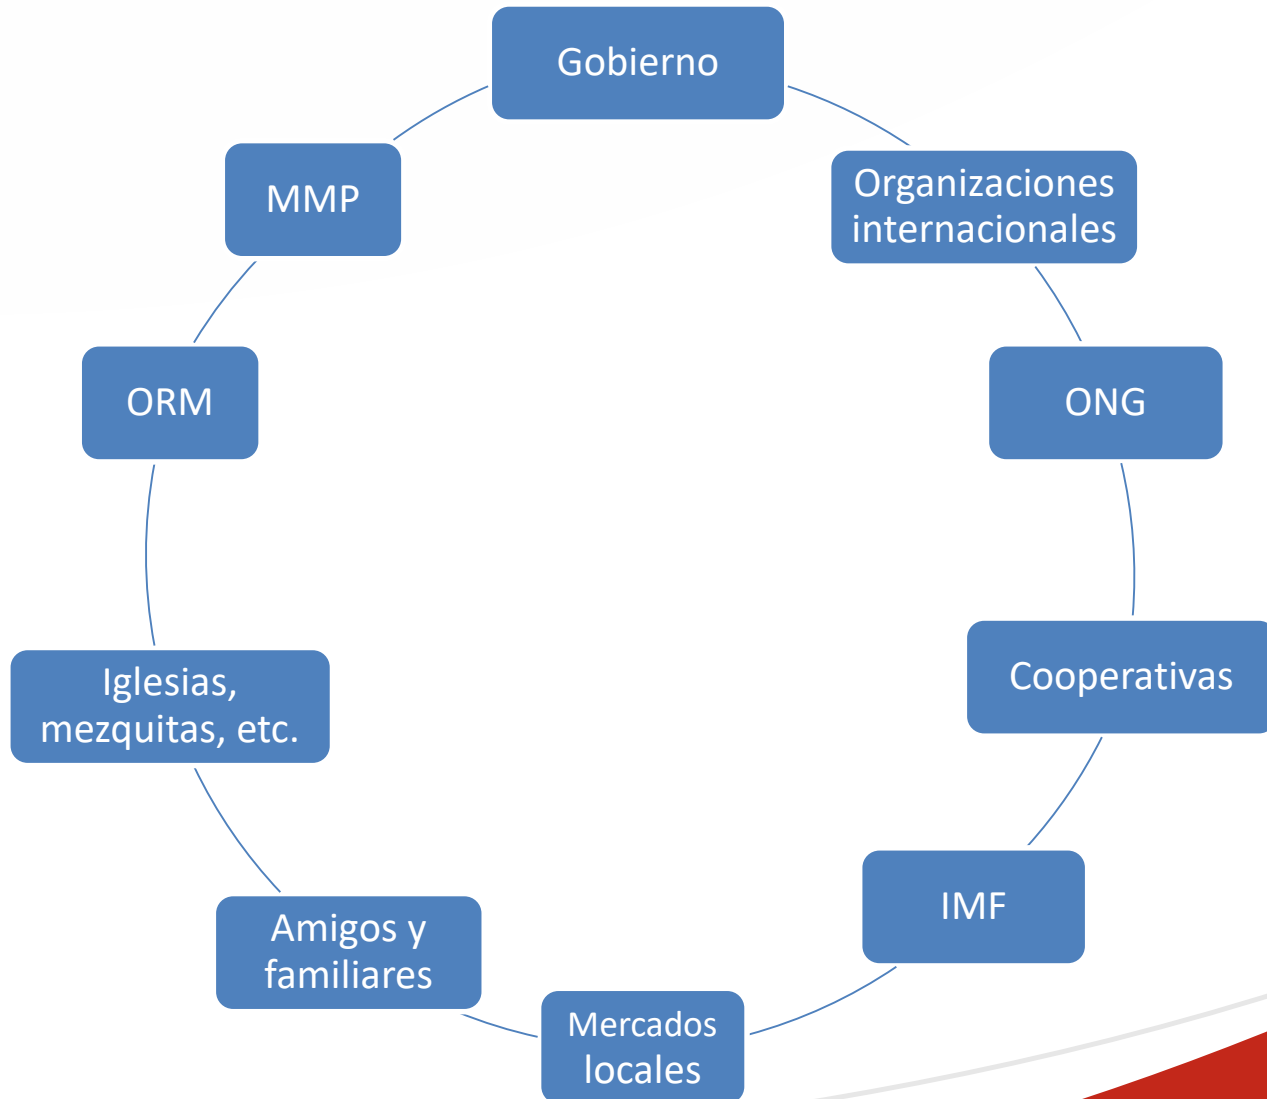 Gobierno
Organizaciones
internacionales
ONG
Cooperativas
IMF
Mercados
locales
Amigos y
familiares
Iglesias,
mezquitas, etc.
ORM
MMP